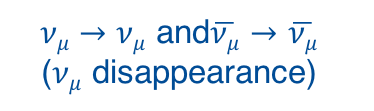 ν_μ → ν_μ and ν̅_μ → ν̅_μ
(ν_μ disappearance)